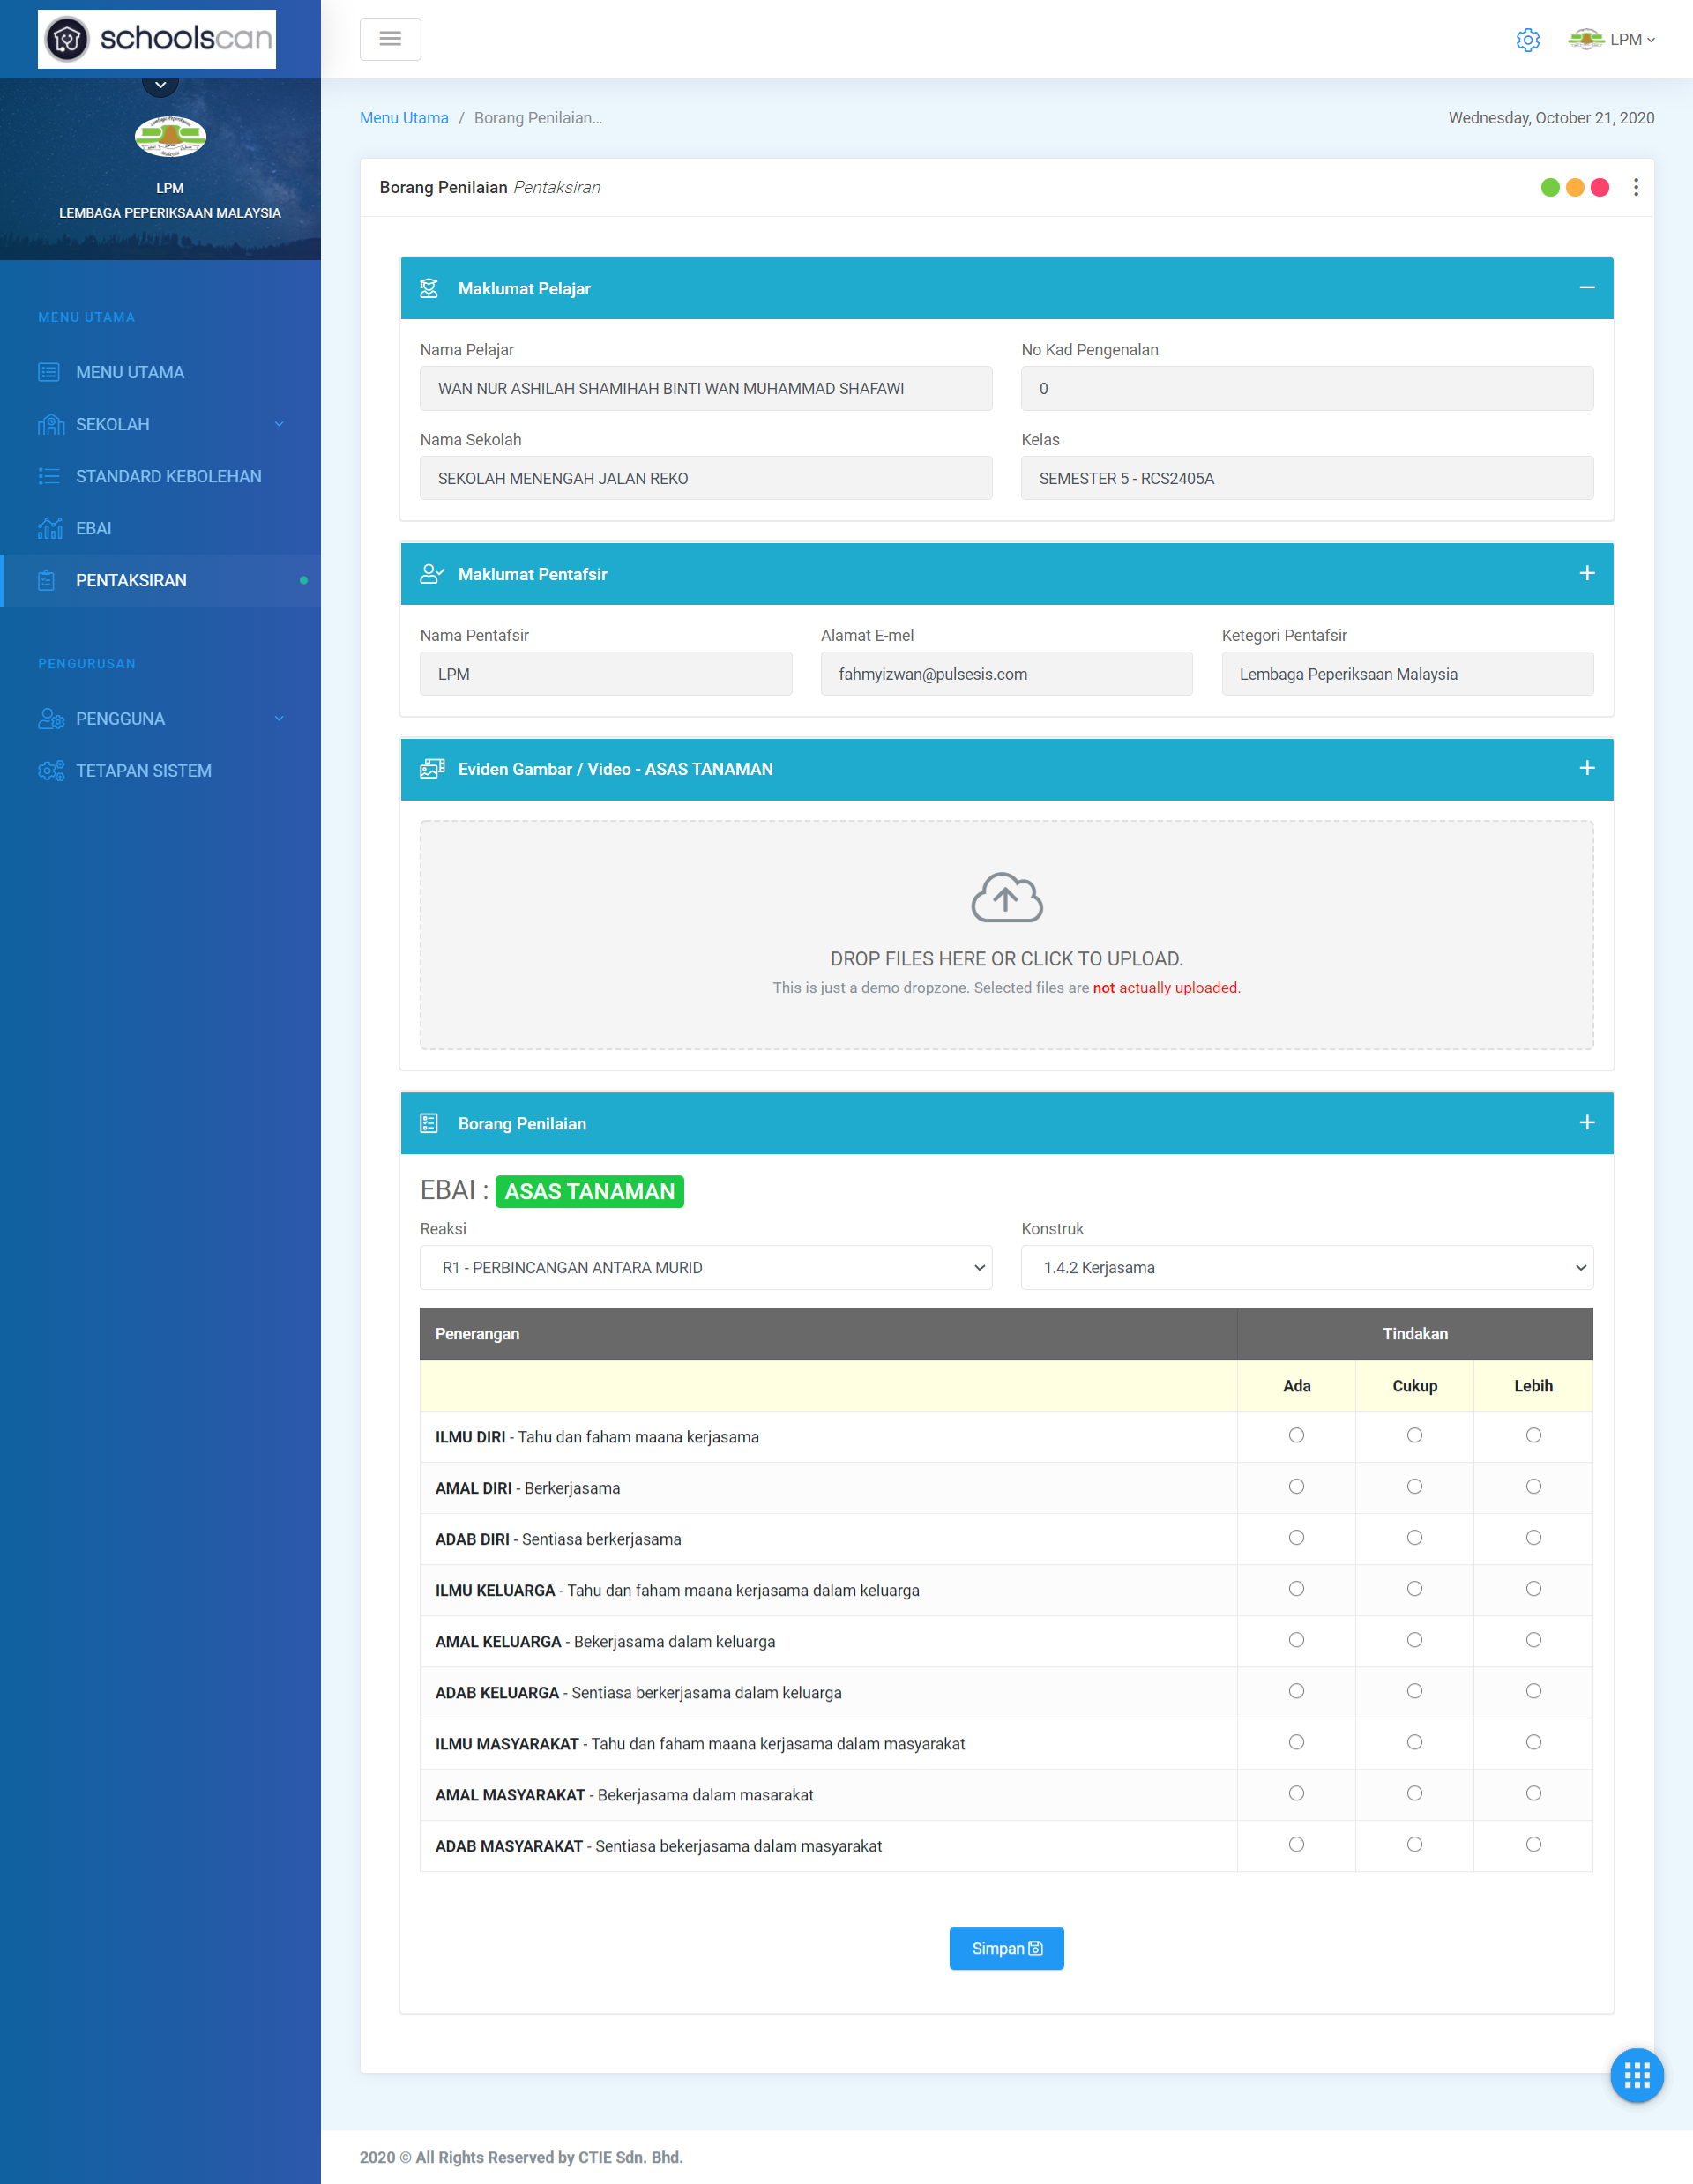 schoolscan
LPM
Menu Utama / Borang Penilaian...
Wednesday, October 21, 2020
LPM
LEMBAGA PEPERIKSAAN MALAYSIA
MENU UTAMA
MENU UTAMA
SEKOLAH
STANDARD KEBOLEHAN
EBAI
PENTAKSIRAN
PENGURUSAN
PENGGUNA
TETAPAN SISTEM
Borang Penilaian Pentaksiran
Maklumat Pelajar
Nama Pelajar
No Kad Pengenalan
WAN NUR ASHILAH SHAMIHAH BINTI WAN MUHAMMAD SHAFAWI
0
Nama Sekolah
Kelas
SEKOLAH MENENGAH JALAN REKO
SEMESTER 5 - RCS2405A
Maklumat Pentafsir
Nama Pentafsir
Alamat E-mel
Ketegori Pentafsir
LPM
fahmyizwan@pulsesis.com
Lembaga Peperiksaan Malaysia
Eviden Gambar / Video - ASAS TANAMAN
DROP FILES HERE OR CLICK TO UPLOAD.
This is just a demo dropzone. Selected files are not actually uploaded.
Borang Penilaian
EBAI : ASAS TANAMAN
Reaksi
Konstruk
R1 - PERBINCANGAN ANTARA MURID
1.4.2 Kerjasama
Penerangan
Tindakan
Ada
Cukup
Lebih
ILMU DIRI - Tahu dan faham maana kerjasama
AMAL DIRI - Berkerjasama
ADAB DIRI - Sentiasa berkerjasama
ILMU KELUARGA - Tahu dan faham maana kerjasama dalam keluarga
AMAL KELUARGA - Bekerjasama dalam keluarga
ADAB KELUARGA - Sentiasa berkerjasama dalam keluarga
ILMU MASYARAKAT - Tahu dan faham maana kerjasama dalam masyarakat
AMAL MASYARAKAT - Bekerjasama dalam masarakat
ADAB MASYARAKAT - Sentiasa bekerjasama dalam masyarakat
Simpan
2020 © All Rights Reserved by CTIE Sdn. Bhd.